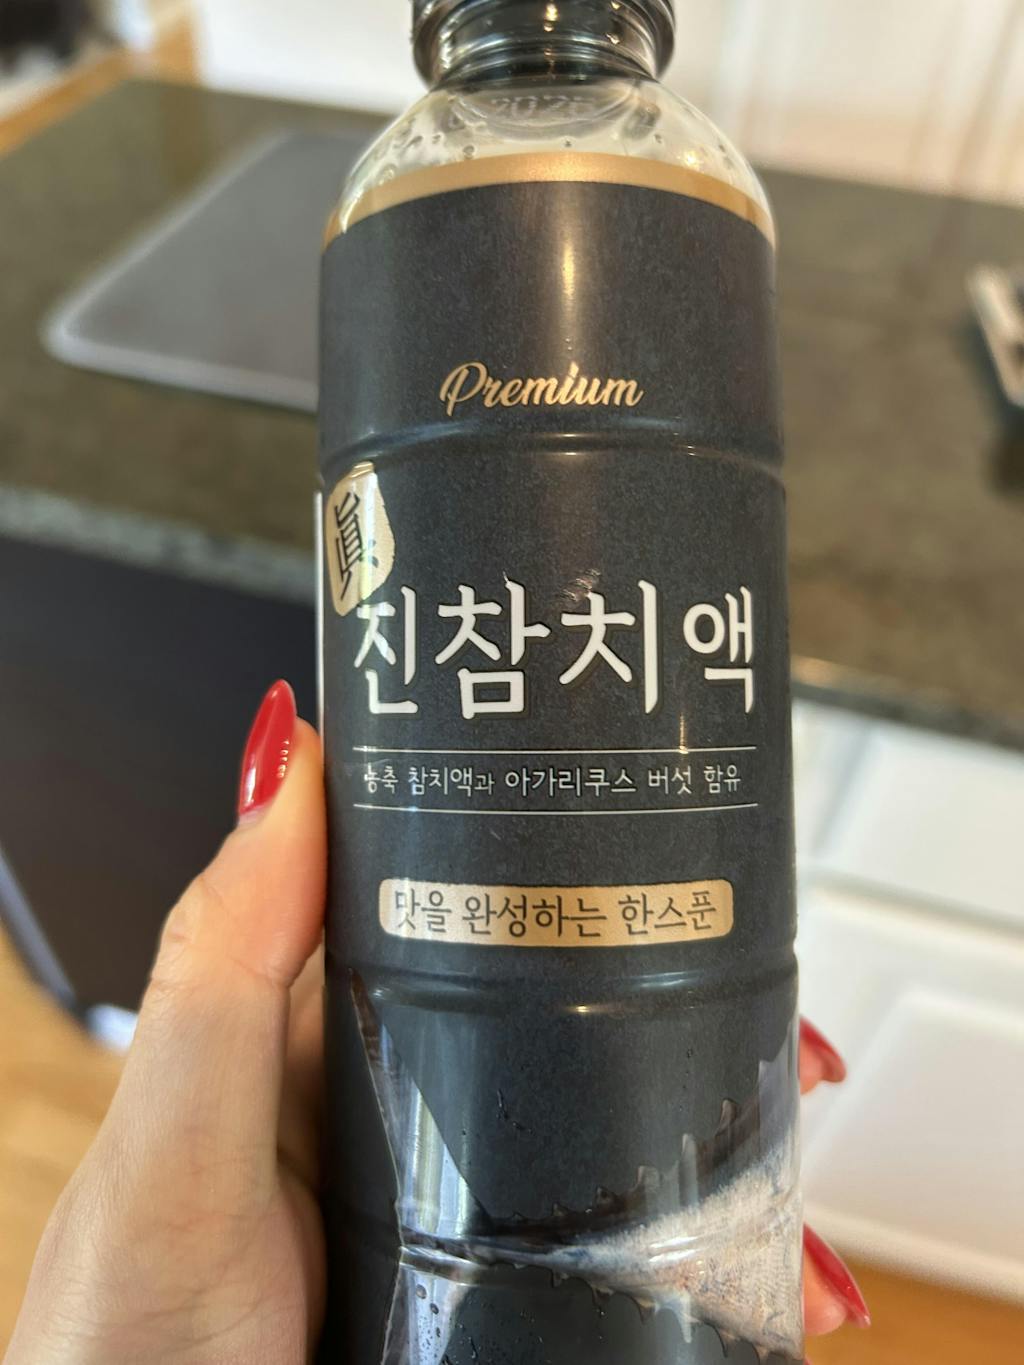 2026
Premium
眞
진참치액
농축 참치액과 아가리쿠스 버섯 함유
맛을 완성하는 한스푼